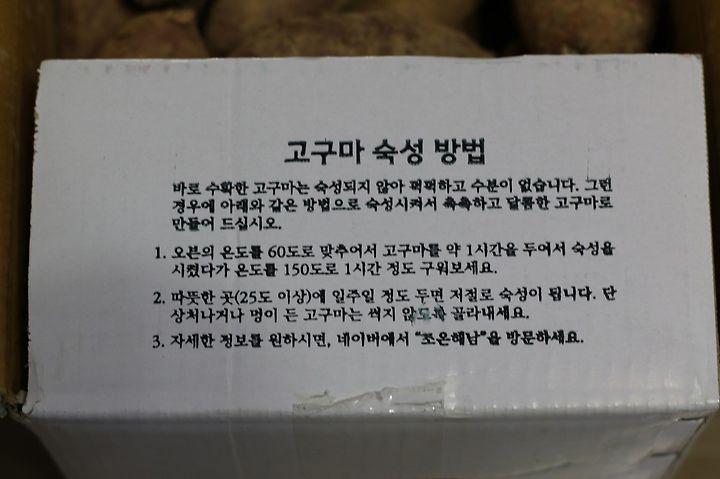 고구마 숙성 방법
바로 수확한 고구마는 숙성되지 않아 퍽퍽하고 수분이 없습니다. 그런
경우에 아래와 같은 방법으로 숙성시켜서 촉촉하고 달콤한 고구마로
만들어 드십시오.
1. 오븐의 온도를 60도로 맞추어서 고구마를 약 1시간을 두어서 숙성을
시켰다가 온도를 150도로 1시간 정도 구워보세요.
2. 따뜻한 곳(25도 이상)에 일주일 정도 두면 저절로 숙성이 됩니다. 단
상처나거나 멍이 든 고구마는 썩지 않도록 골라내세요.
3. 자세한 정보를 원하시면, 네이버에서 "조은해남"을 방문하세요.